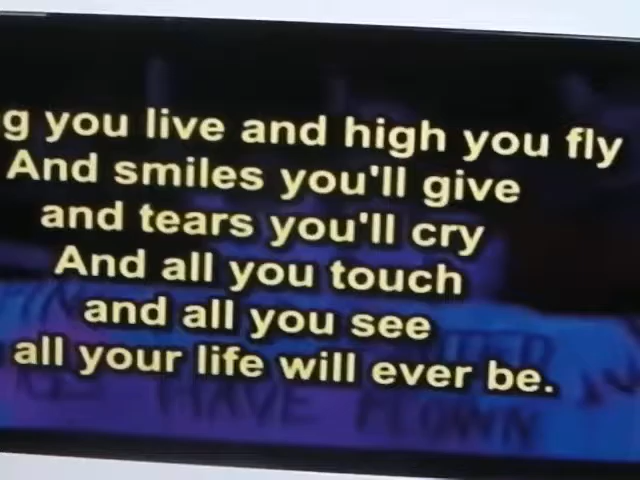 g you live and high you fly
And smiles you'll give
and tears you'll cry
And all you touch
and all you see
all your life will ever be.
HAVE